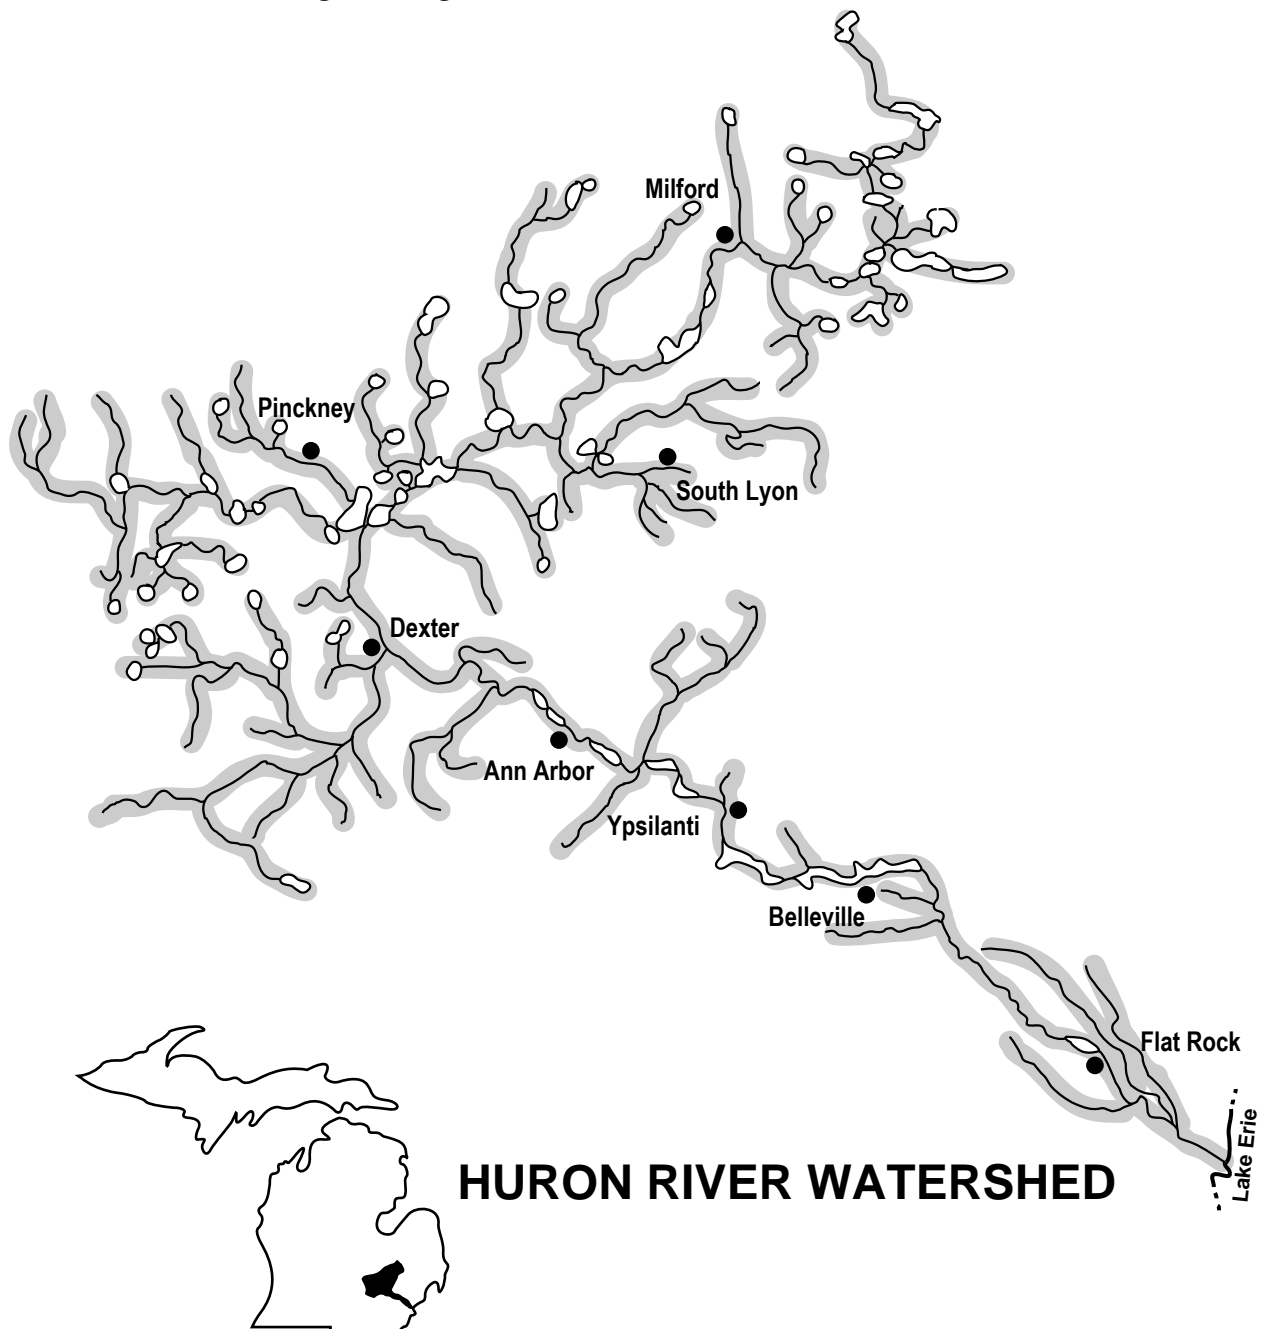 Milford
Pinckney
South Lyon
Dexter
Ann Arbor
Ypsilanti
Belleville
Flat Rock
Lake Erie
HURON RIVER WATERSHED